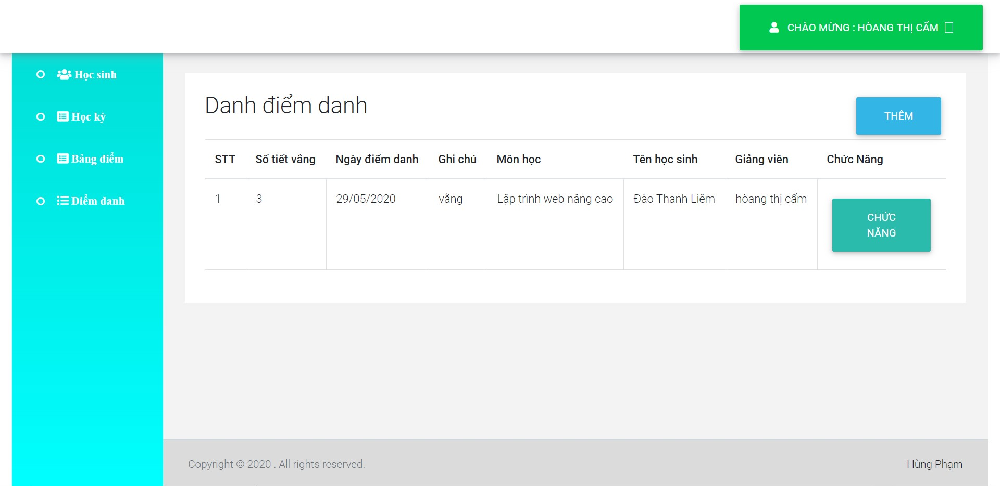 CHÀO MỪNG : HÒANG THỊ CẨM
Học sinh
Học kỳ
Bảng điểm
Điểm danh
Danh điểm danh
THÊM
STT Số tiết vắng Ngày điểm danh Ghi chú Môn học Tên học sinh Giảng viên Chức Năng
1 3 29/05/2020 vằng Lập trình web nâng cao Đào Thanh Liêm hòang thị cẩm
CHỨC
NĂNG
Copyright © 2020 . All rights reserved.
Hùng Phạm